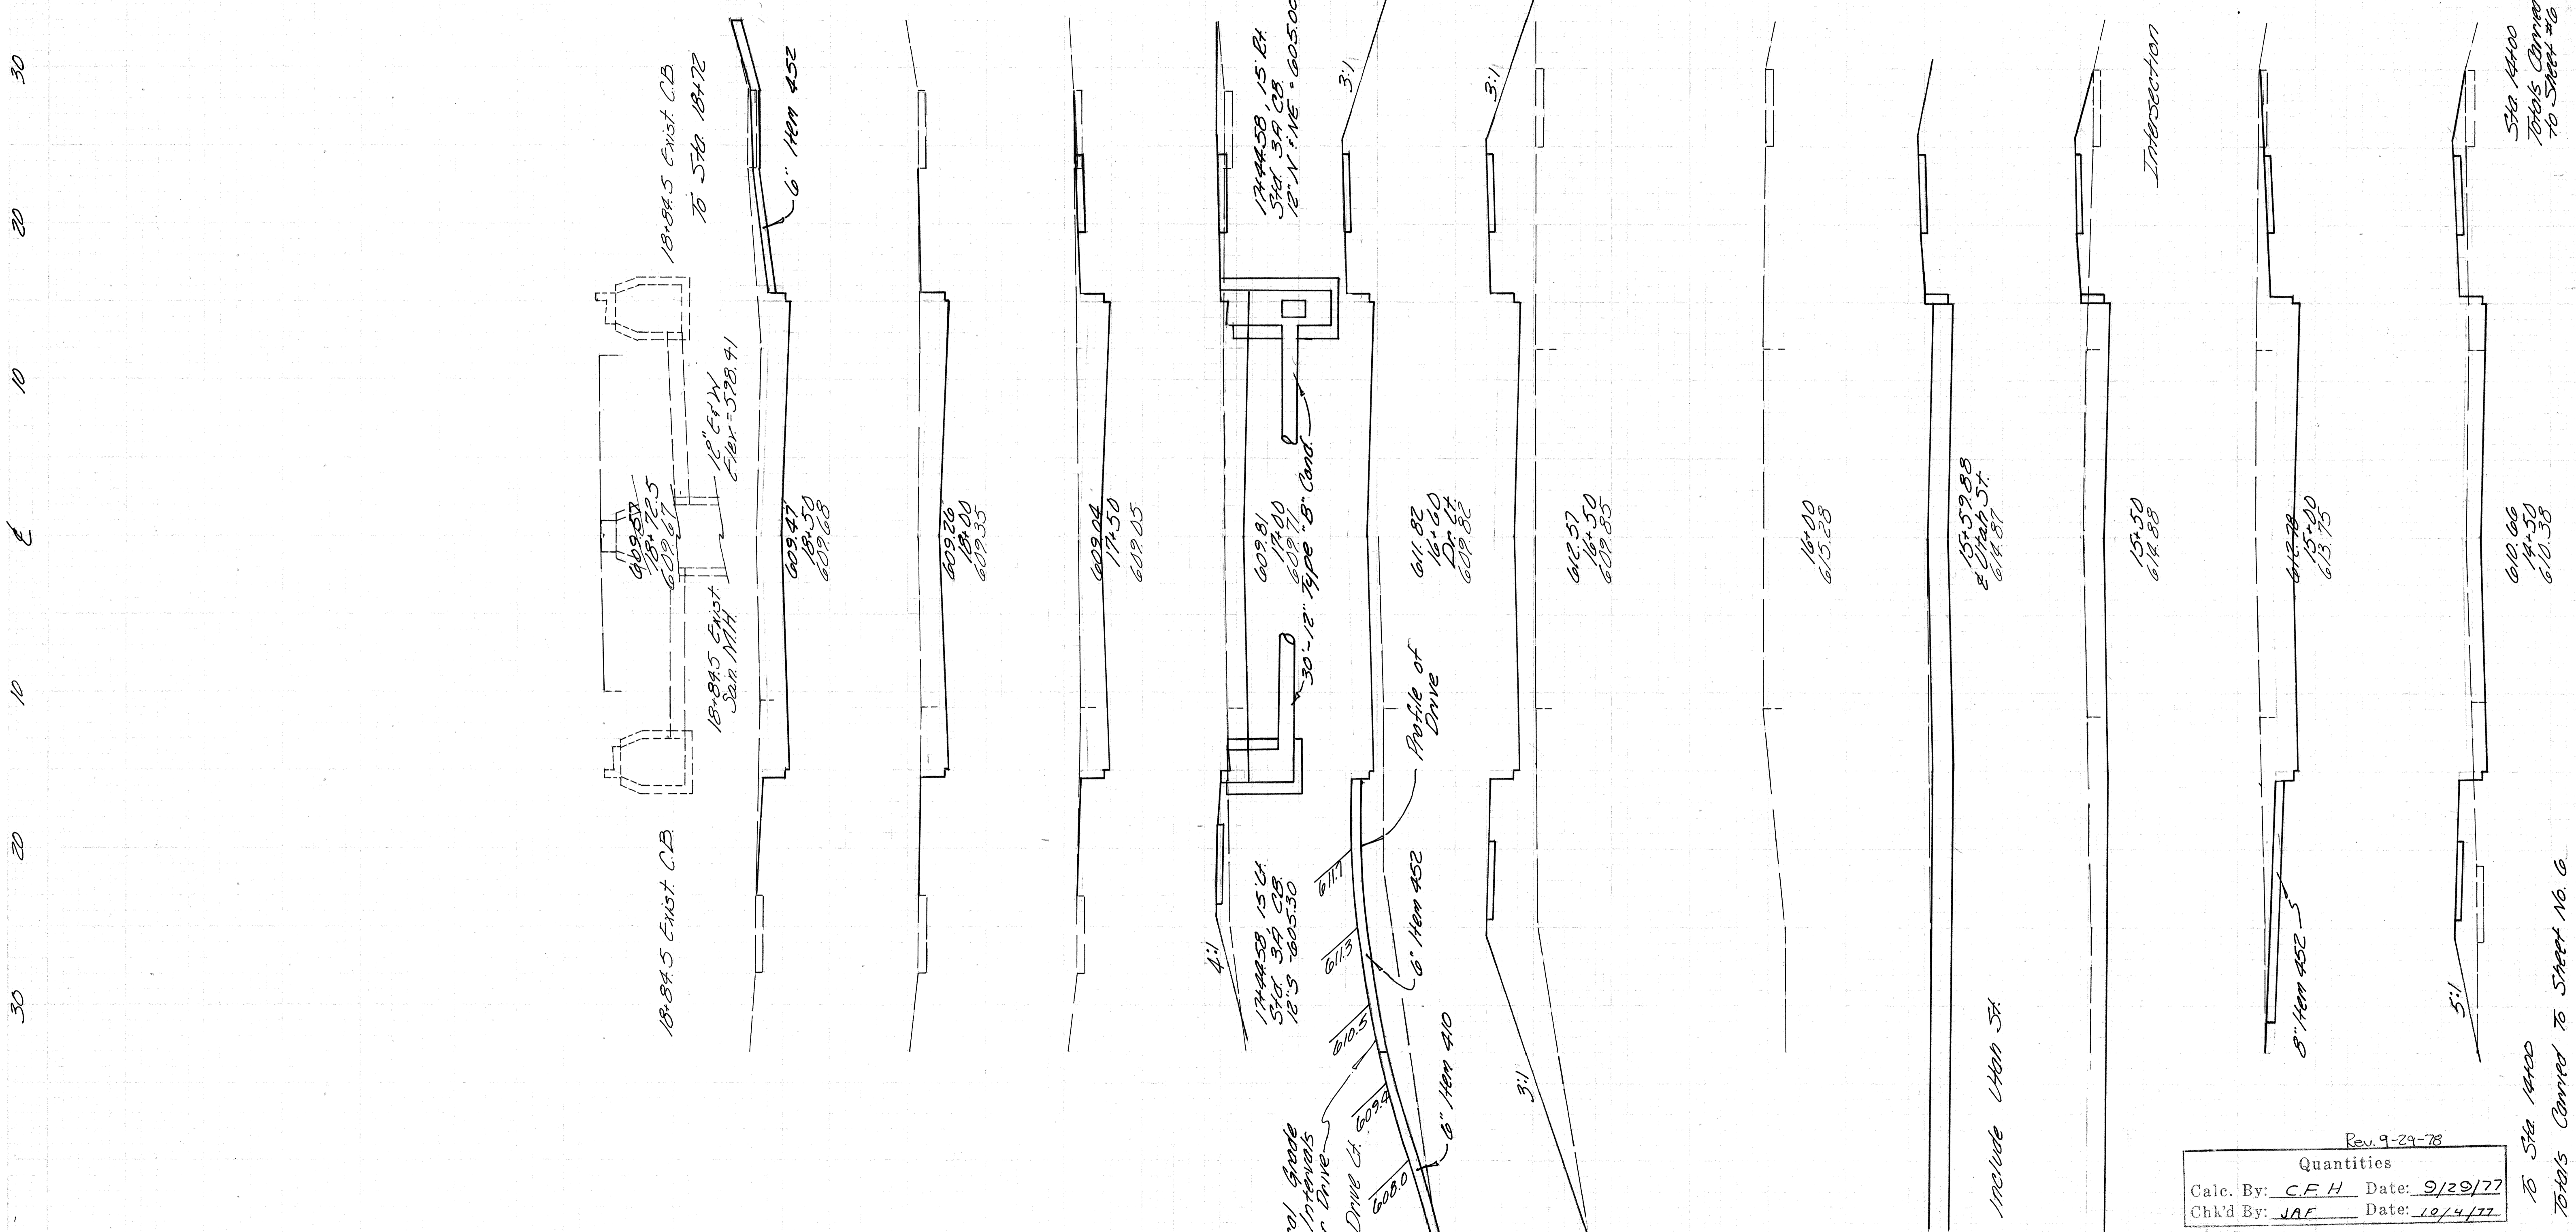 30
20
10
℄
10
20
30
18+84.5 Exist. C.B.
To Sta. 18+72
6" Item 452
12" E & W
Elev. = 598.41
609.57
18+72.5
609.67
18+84.5 Exist.
San. M.H.
18+84.5 Exist. C.B.
609.47
18+50
609.68
609.26
18+00
609.35
609.04
17+50
609.05
17+44.58, 15' Rt.
Std. 3A C.B.
12" N & NE = 605.00
609.81
17+00
609.71
30'-12" Type "B" Cond.
4:1
17+44.58 15' Lt.
Std. 3A C.B.
12" S -605.30
3:1
611.82
16+60
Dr. Lt.
609.82
Profile of
Drive
611.7
611.3
610.5
609.4
608.0
6" Item 452
6" Item 410
Grade
Intervals
Drive
Drive Lt.
3:1
612.57
16+50
609.85
3:1
16+00
615.28
15+59.88
℄ Utah St.
614.87
Include Utah St.
Intersection
15+50
614.88
612.78
15+00
613.75
8" Item 452
610.66
14+50
610.38
5:1
Sta. 14+00
Totals Carried
to Sheet #6
To Sta. 14+00
Totals Carried To Sheet No. 6
Rev. 9-29-78
Quantities
Calc. By: C.F.H Date: 9/29/77
Chk'd By: JAF Date: 10/4/77